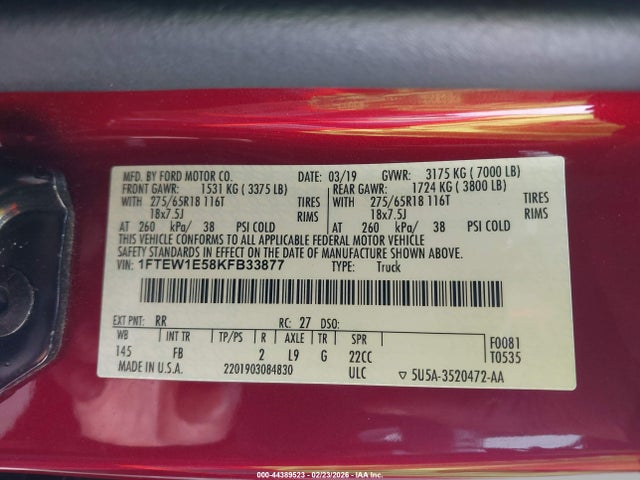 MFD. BY FORD MOTOR CO. DATE: 03/19 GVWR: 3175 KG ( 7000 LB)
FRONT GAWR: 1531 KG ( 3375 LB) REAR GAWR: 1724 KG ( 3800 LB)
WITH 275/65R18 116T TIRES WITH 275/65R18 116T TIRES
18x7.5J RIMS 18x7.5J RIMS
AT 260 kPa/ 38 PSI COLD AT 260 kPa/ 38 PSI COLD
THIS VEHICLE CONFORMS TO ALL APPLICABLE FEDERAL MOTOR VEHICLE
SAFETY STANDARDS IN EFFECT ON THE DATE OF MANUFACTURE SHOWN ABOVE.
VIN: 1FTEW1E58KFB33877 TYPE: Truck
EXT PNT: RR RC: 27 DSO:
WB INT TR TP/PS R AXLE TR SPR F0081
145 FB 2 L9 G 22CC T0535
MADE IN U.S.A. 2201903084830 ULC ▽ 5U5A-3520472-AA
000-44389523 - 02/23/2026 - IAA Inc.